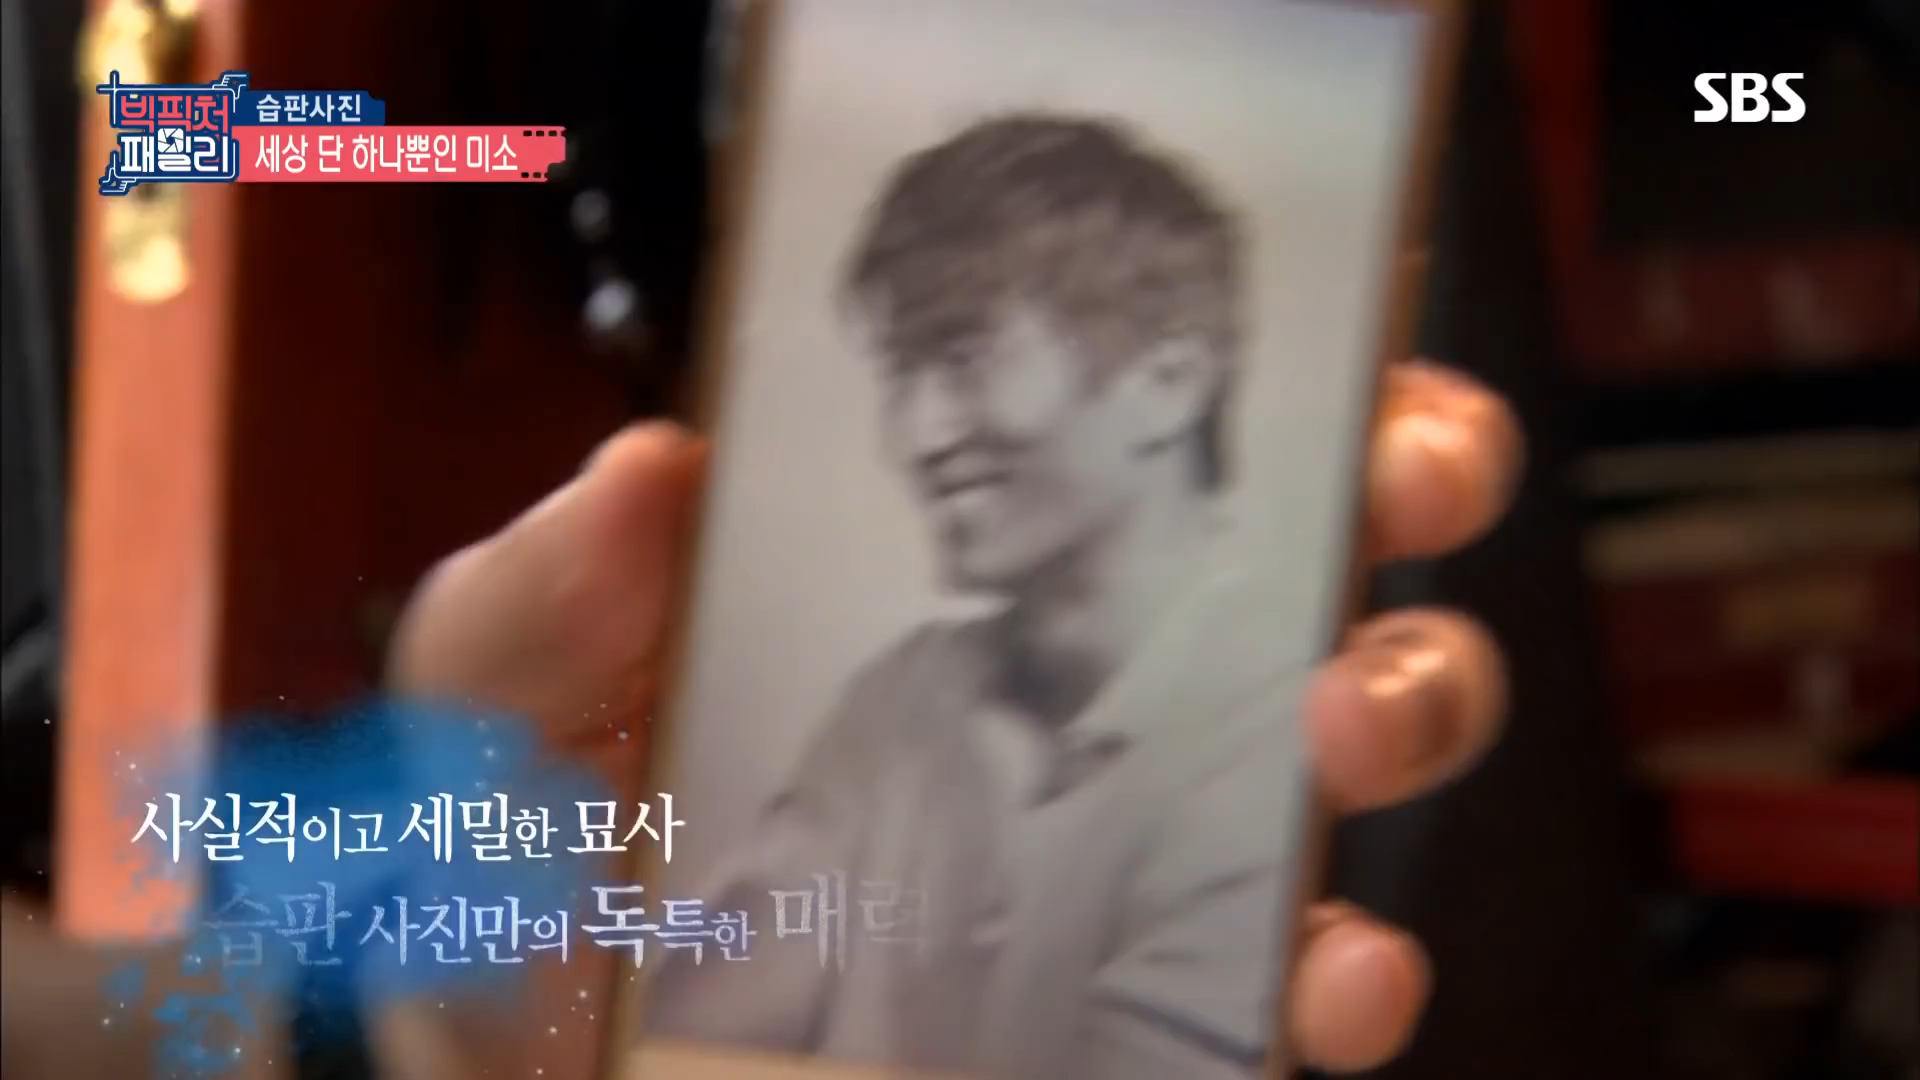 빅픽처
패밀리
습판사진
세상 단 하나뿐인 미소
SBS
사실적이고 세밀한 묘사
습판 사진만의 독특한 매력